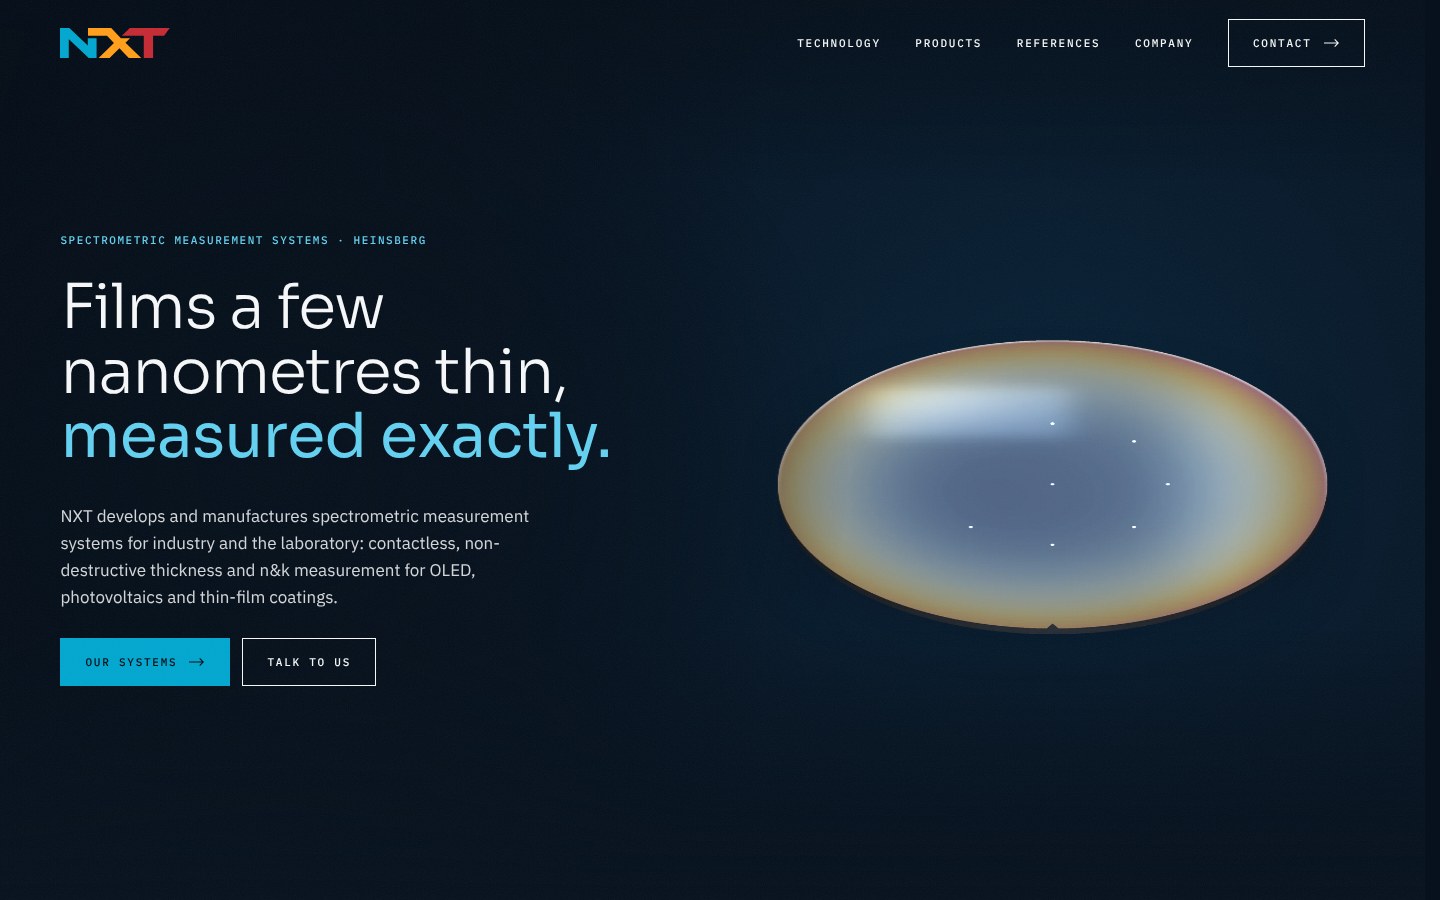 NXT
TECHNOLOGY
PRODUCTS
REFERENCES
COMPANY
CONTACT
SPECTROMETRIC MEASUREMENT SYSTEMS · HEINSBERG
Films a few
nanometres thin,
measured exactly.
NXT develops and manufactures spectrometric measurement
systems for industry and the laboratory: contactless, non-
destructive thickness and n&k measurement for OLED,
photovoltaics and thin-film coatings.
OUR SYSTEMS
TALK TO US